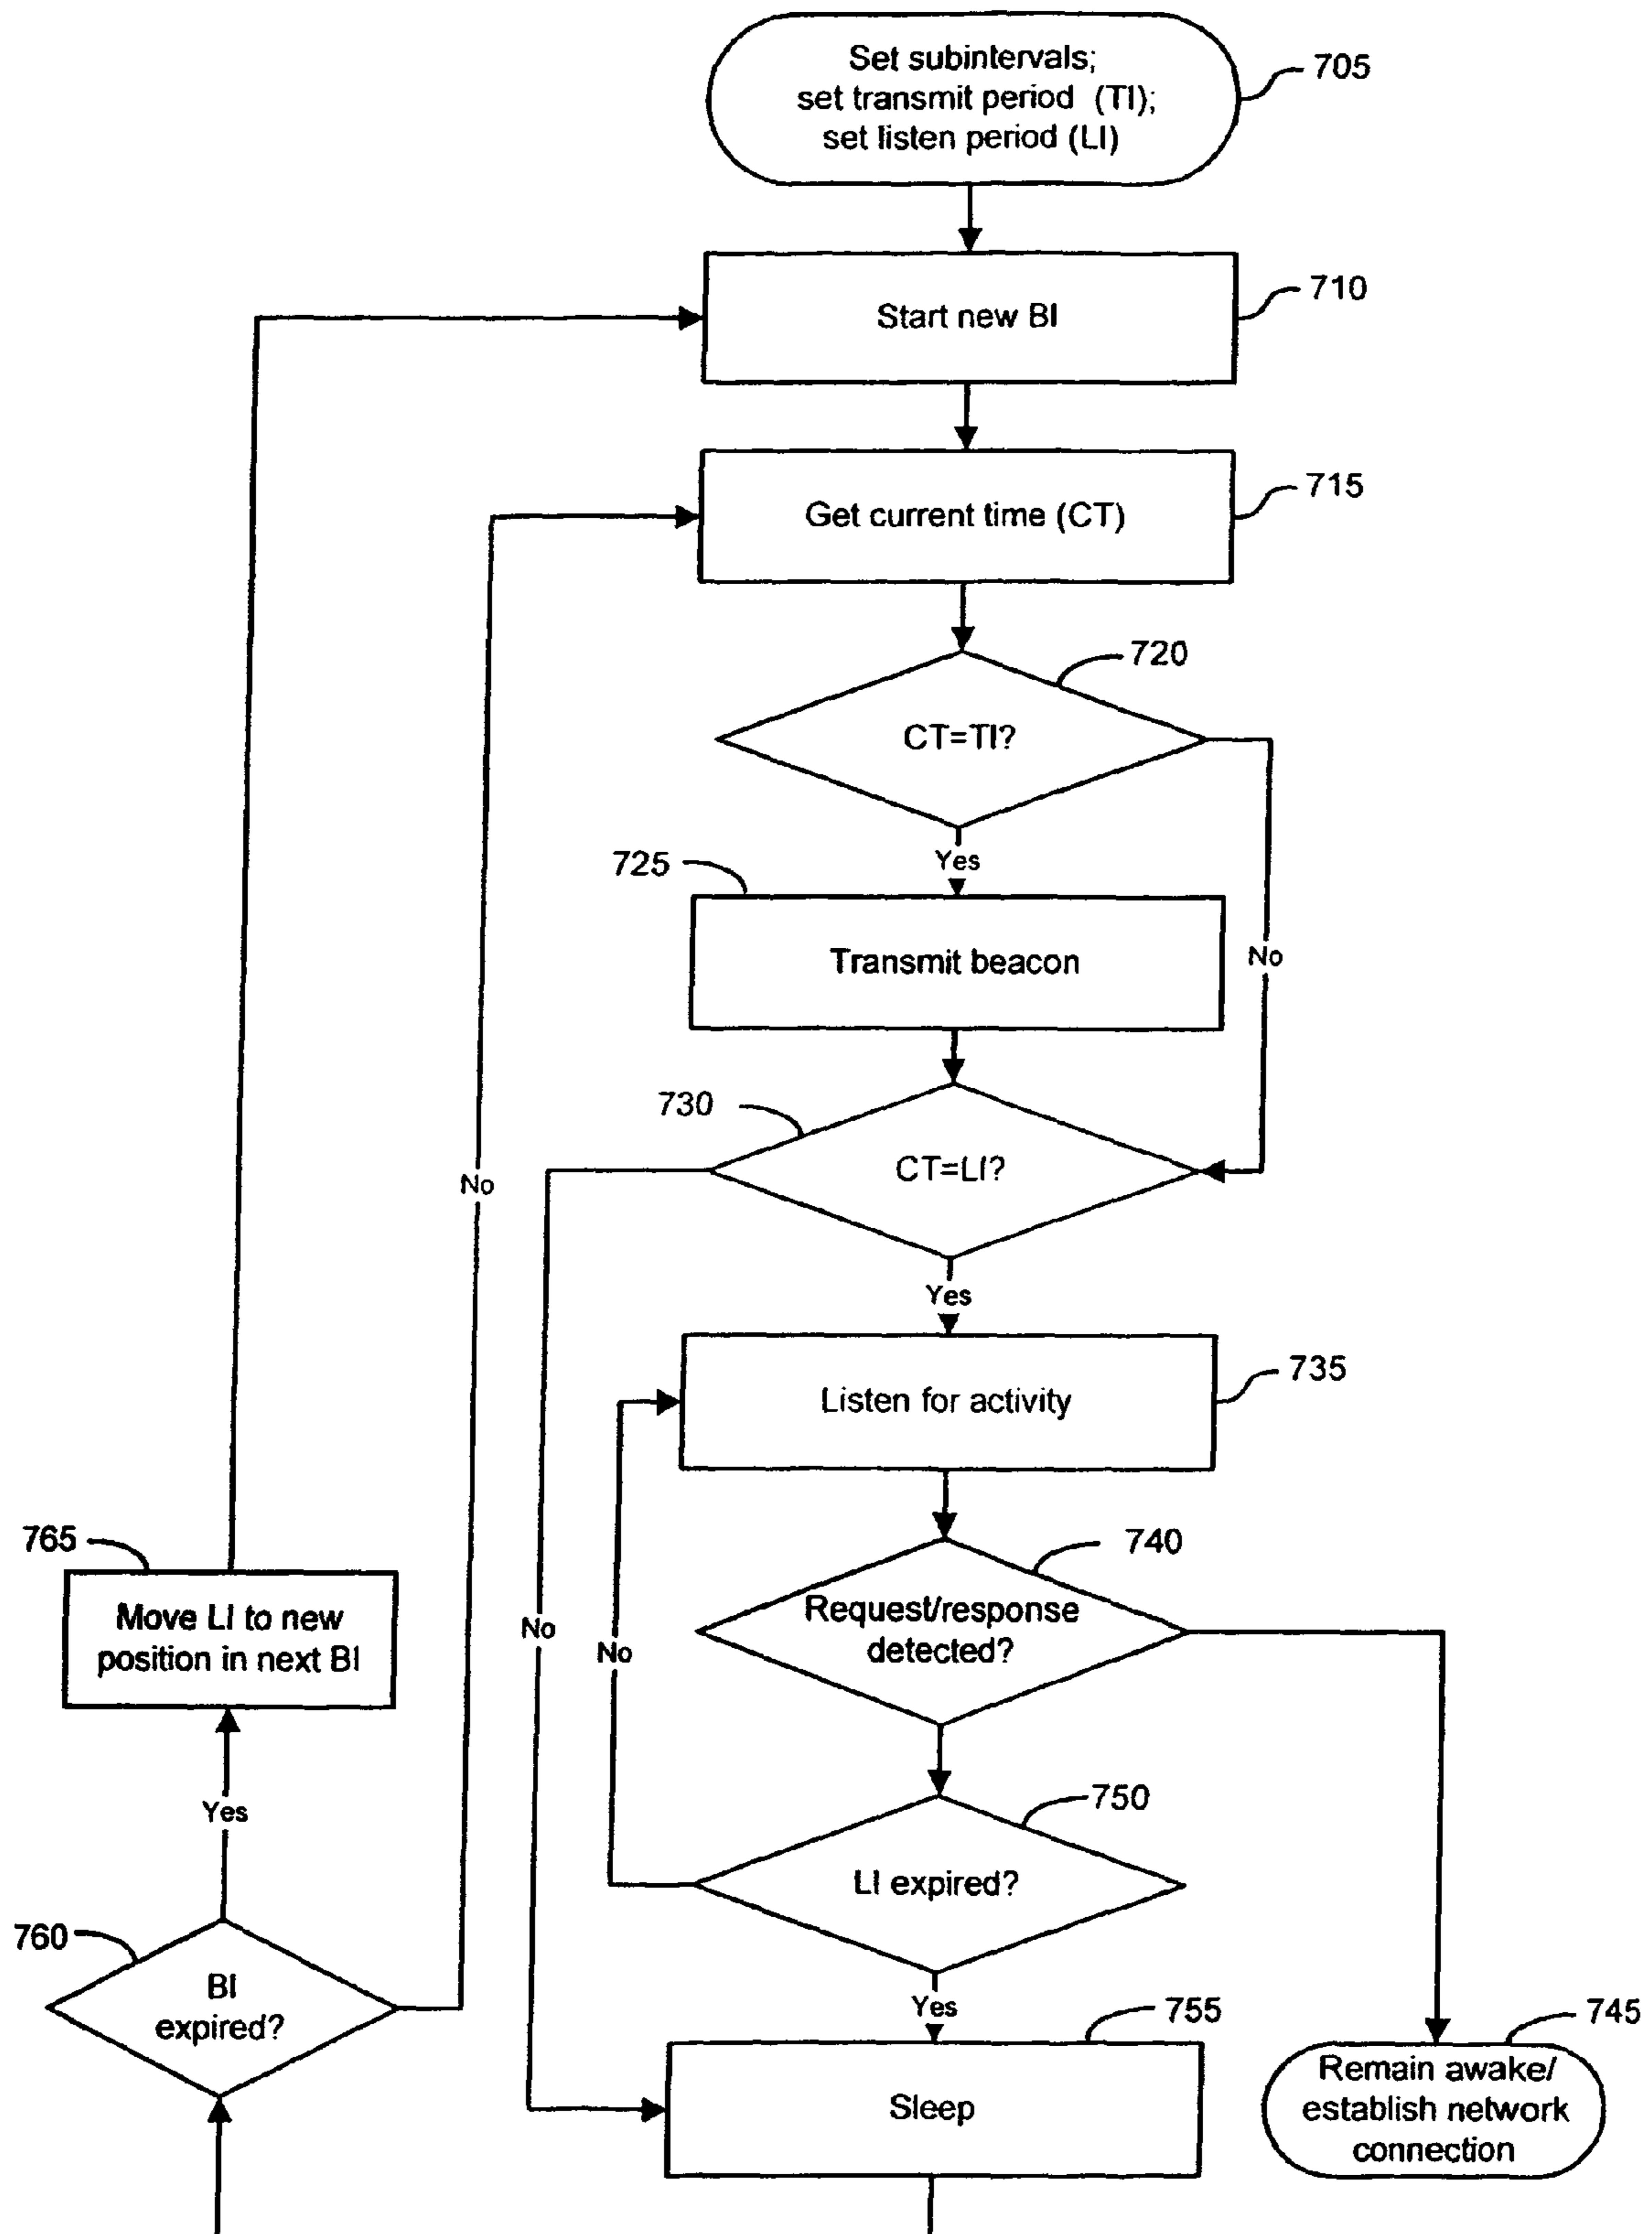 Set subintervals;
set transmit period (TI);
set listen period (LI)
705
Start new BI
710
Get current time (CT)
715
720
CT=TI?
Yes
725
No
Transmit beacon
730
CT=LI?
No
Yes
735
Listen for activity
765
740
Move LI to new
position in next BI
Request/response
detected?
No
No
Yes
750
LI expired?
760
BI
expired?
Yes
755
745
Sleep
Remain awake/
establish network
connection